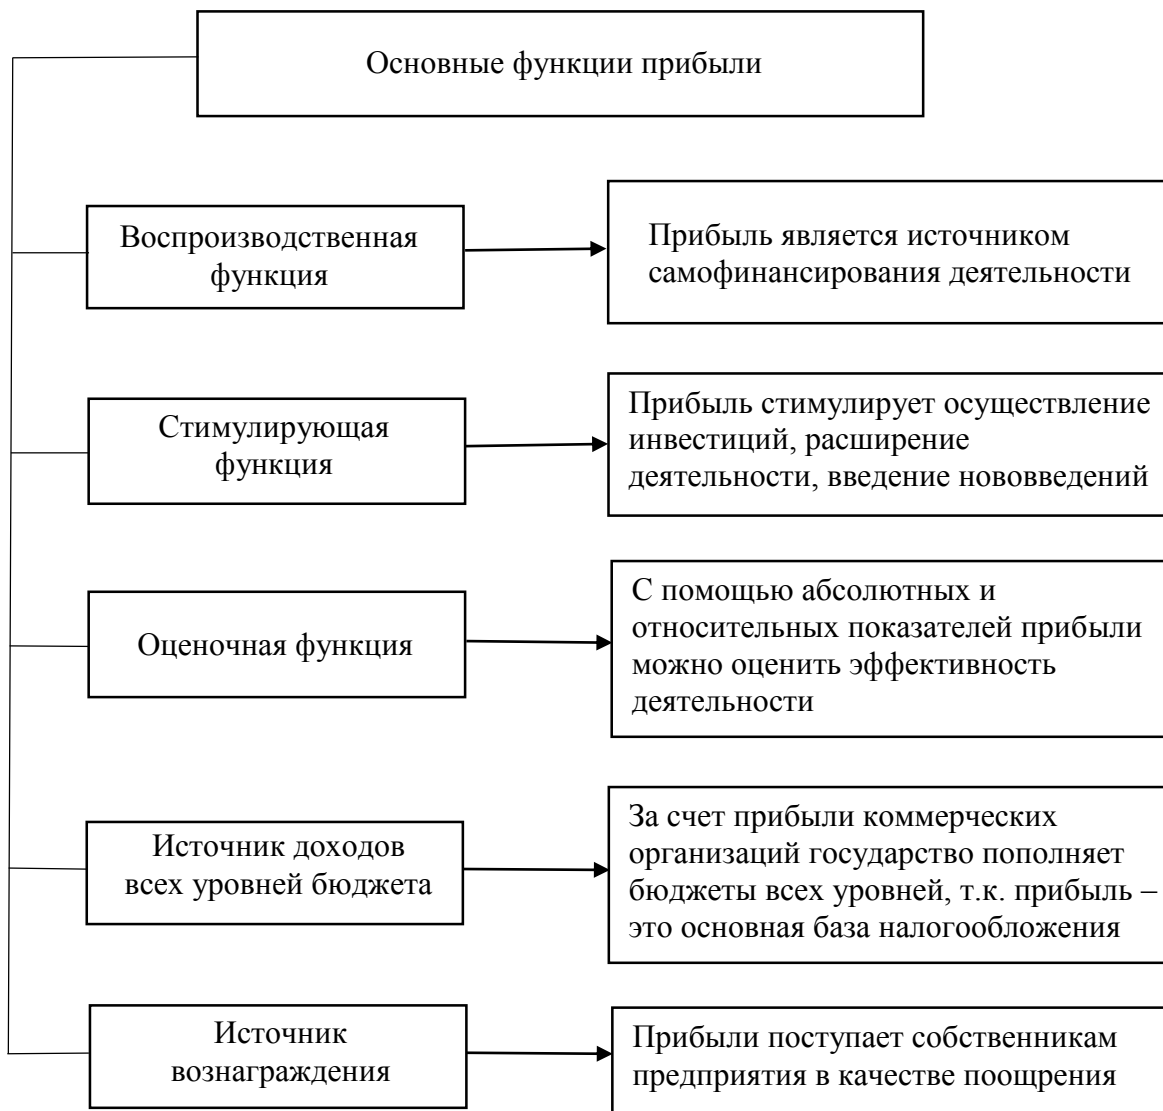 Основные функции прибыли
Воспроизводственная
функция
Прибыль является источником
самофинансирования деятельности
Стимулирующая
функция
Прибыль стимулирует осуществление
инвестиций, расширение
деятельности, введение нововведений
Оценочная функция
С помощью абсолютных и
относительных показателей прибыли
можно оценить эффективность
деятельности
Источник доходов
всех уровней бюджета
За счет прибыли коммерческих
организаций государство пополняет
бюджеты всех уровней, т.к. прибыль –
это основная база налогообложения
Источник
вознаграждения
Прибыли поступает собственникам
предприятия в качестве поощрения